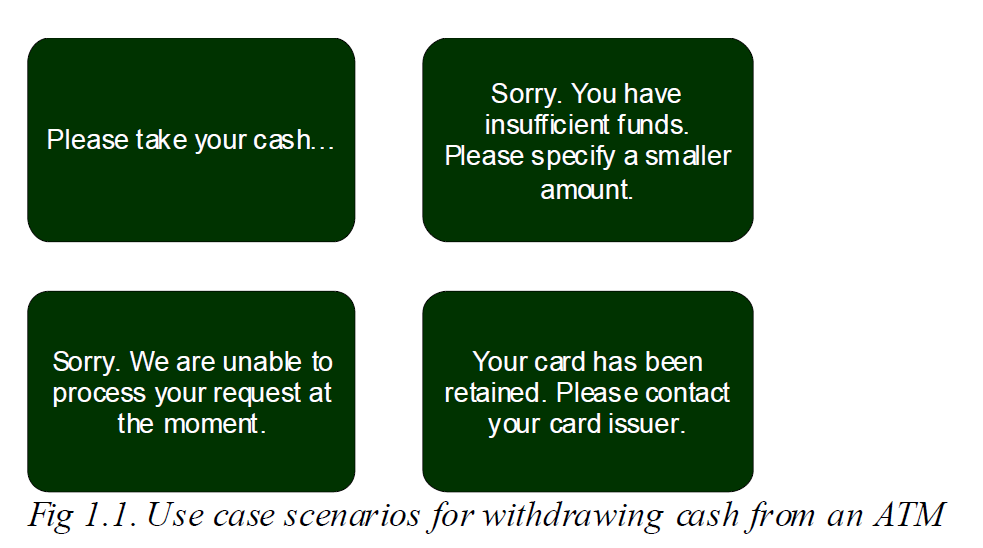 Please take your cash...
Sorry. You have
insufficient funds.
Please specify a smaller
amount.
Sorry. We are unable to
process your request at
the moment.
Your card has been
retained. Please contact
your card issuer.
Fig 1.1. Use case scenarios for withdrawing cash from an ATM